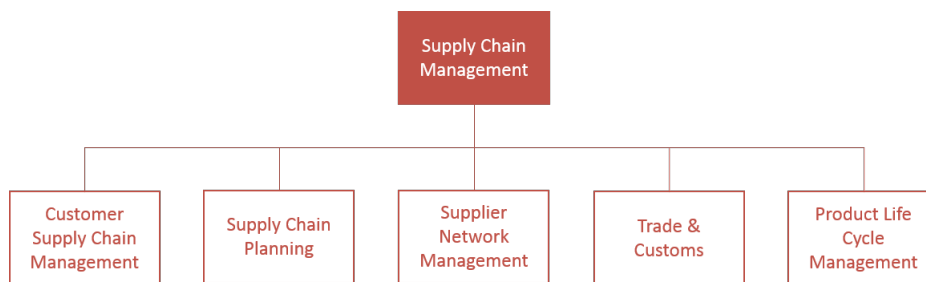 Supply Chain
Management
Customer
Supply Chain
Management
Supply Chain
Planning
Supplier
Network
Management
Trade &
Customs
Product Life
Cycle
Management